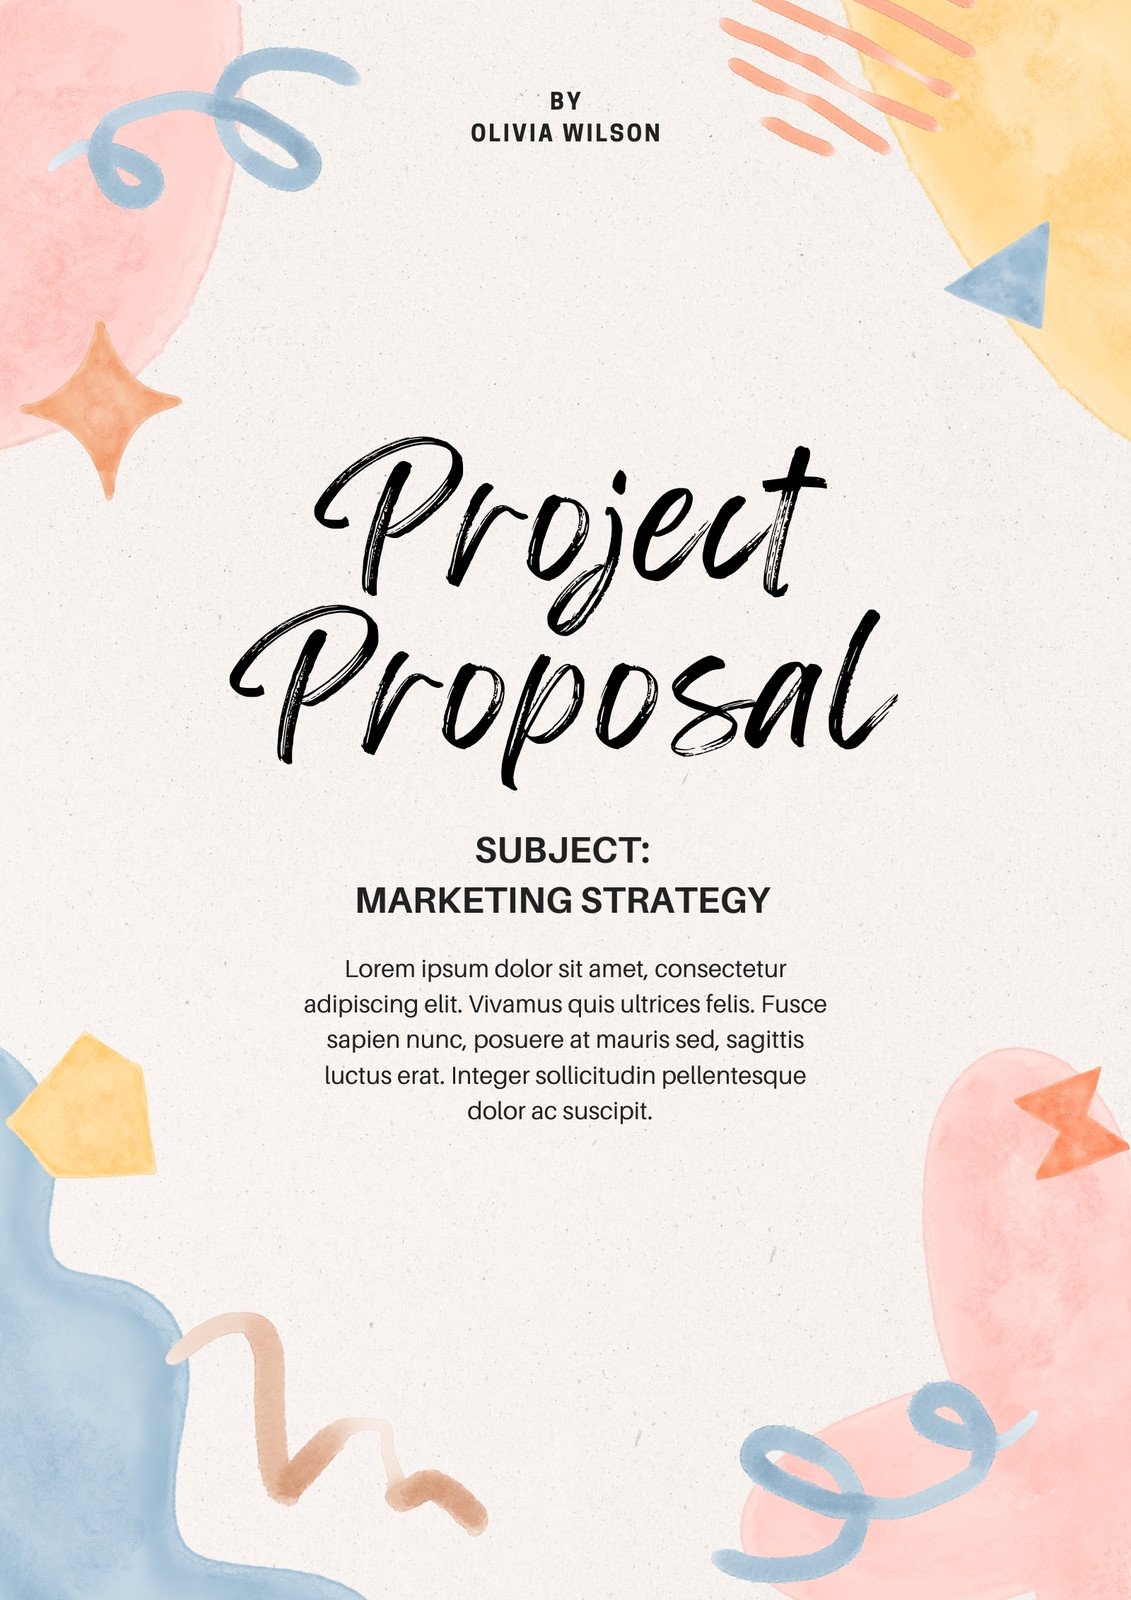 BY
OLIVIA WILSON
Project
Proposal
SUBJECT:
MARKETING STRATEGY
Lorem ipsum dolor sit amet, consectetur
adipiscing elit. Vivamus quis ultrices felis. Fusce
sapien nunc, posuere at mauris sed, sagittis
luctus erat. Integer sollicitudin pellentesque
dolor ac suscipit.